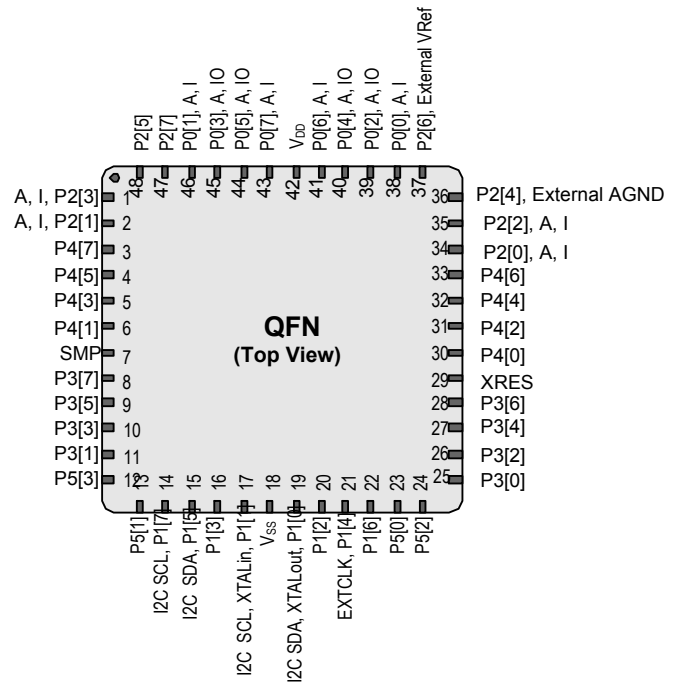 P2[5]
P2[7]
P0[1], A, I
P0[3], A, IO
P0[5], A, IO
P0[7], A, I
VDD
P0[6], A, I
P0[4], A, IO
P0[2], A, IO
P0[0], A, I
P2[6], External VRef
48
47
46
45
44
43
42
41
40
39
38
37
A, I, P2[3] 1
A, I, P2[1] 2
P4[7] 3
P4[5] 4
P4[3] 5
P4[1] 6
SMP 7
P3[7] 8
P3[5] 9
P3[3] 10
P3[1] 11
P5[3] 12
QFN
(Top View)
36 P2[4], External AGND
35 P2[2], A, I
34 P2[0], A, I
33 P4[6]
32 P4[4]
31 P4[2]
30 P4[0]
29 XRES
28 P3[6]
27 P3[4]
26 P3[2]
25 P3[0]
13
14
15
16
17
18
19
20
21
22
23
24
P5[1]
I2C SCL, P1[7]
I2C SDA, P1[5]
P1[3]
I2C SCL, XTALin, P1[1]
VSS
I2C SDA, XTALout, P1[0]
P1[2]
EXTCLK, P1[4]
P1[6]
P5[0]
P5[2]